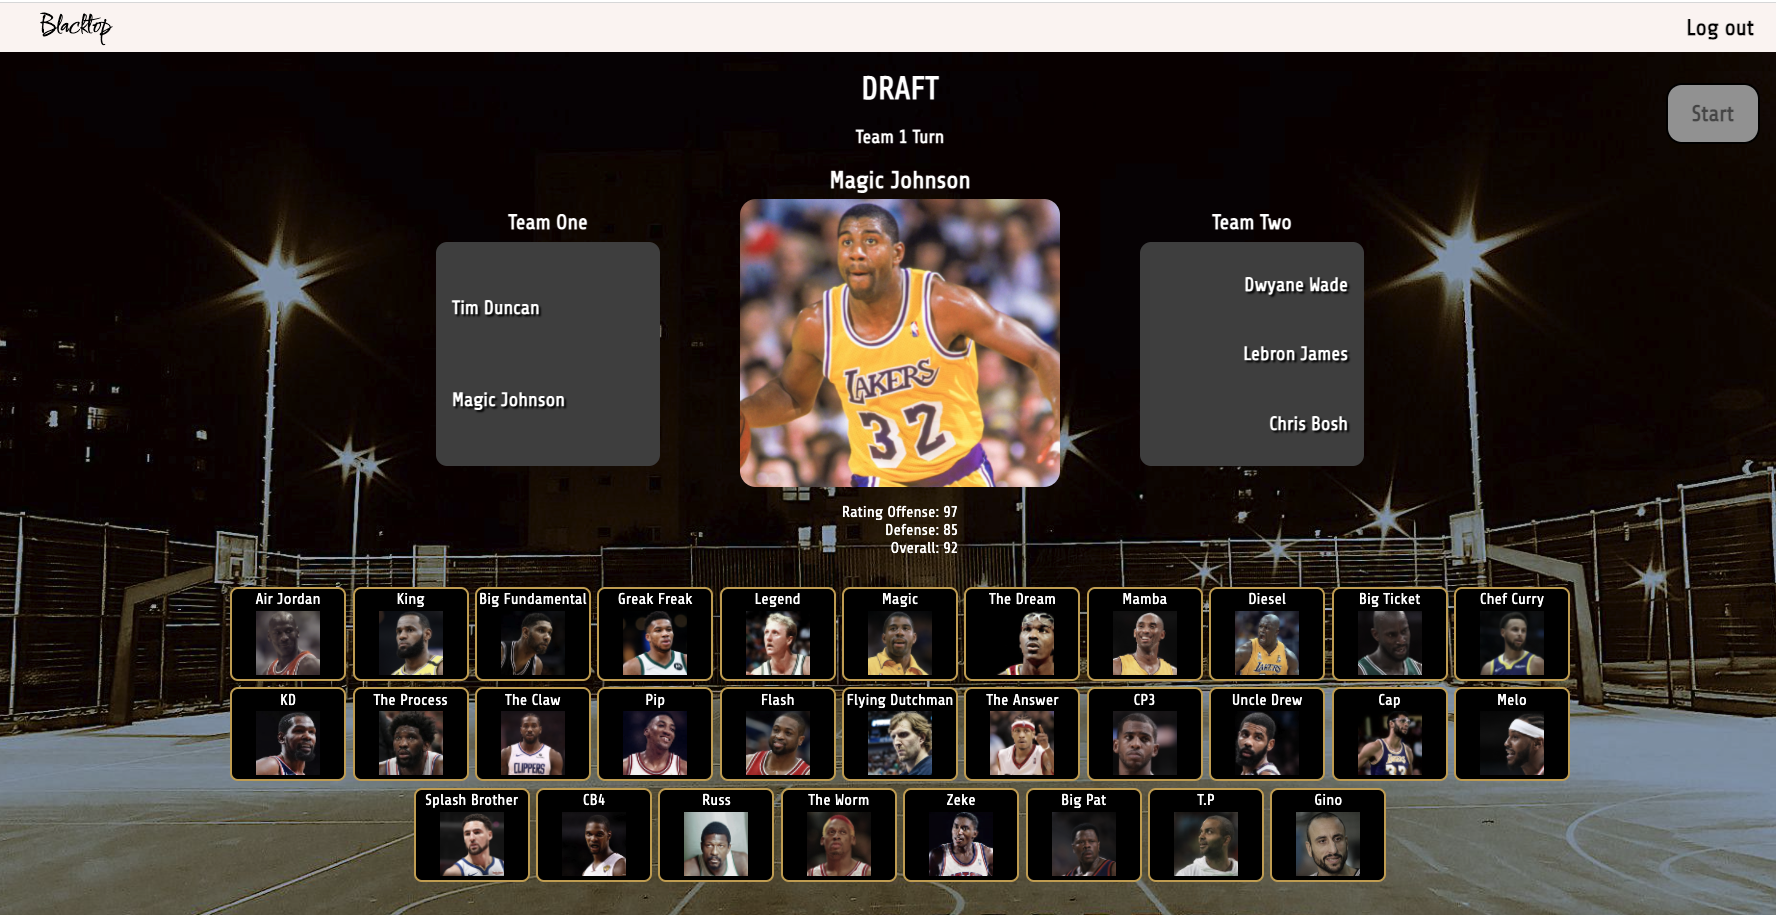 Blacktop
Log out
DRAFT
Start
Team 1 Turn
Magic Johnson
Team One
Team Two
Tim Duncan
Magic Johnson
Dwyane Wade
Lebron James
Chris Bosh
LAKERS
32
Rating Offense: 97
Defense: 85
Overall: 92
Air Jordan
King
Big Fundamental
Greak Freak
Legend
Magic
The Dream
Mamba
Diesel
Big Ticket
Chef Curry
LAKERS
KD
The Process
The Claw
Pip
Flash
Flying Dutchman
The Answer
CP3
Uncle Drew
Cap
Melo
CLIPPERS
Splash Brother
CB4
Russ
The Worm
Zeke
Big Pat
T.P
Gino